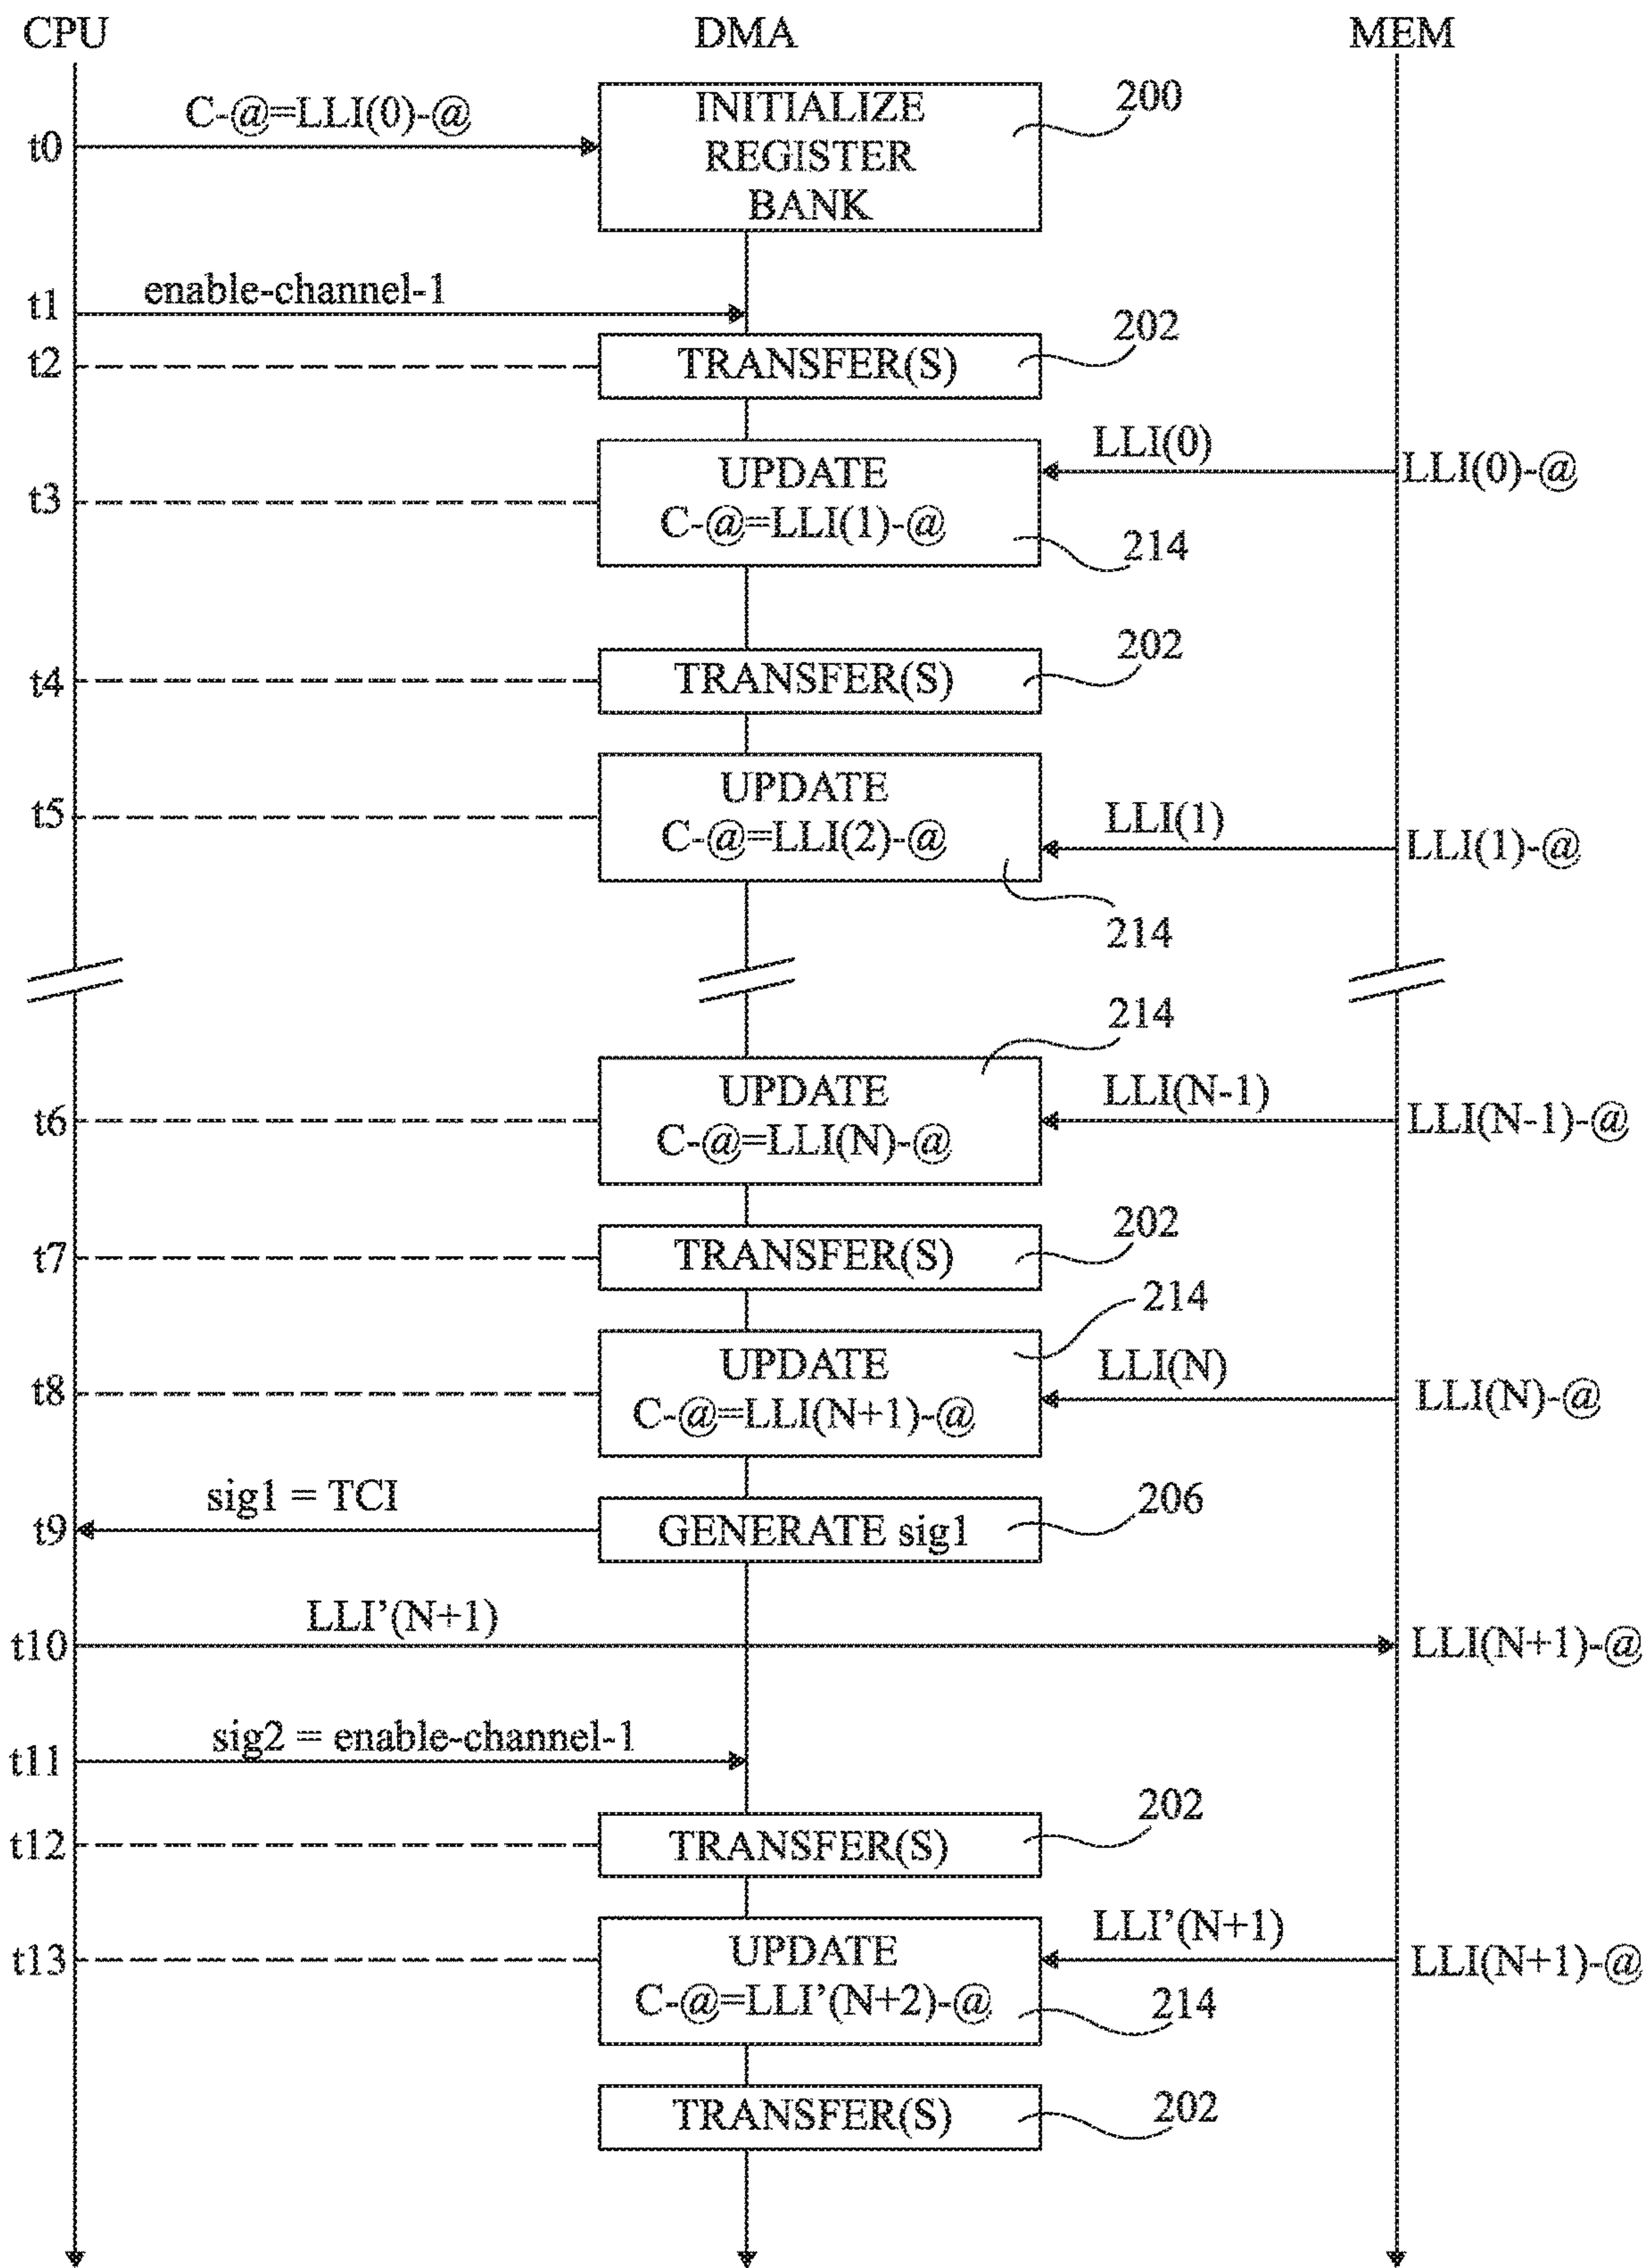 CPU
DMA
MEM
C-@=LLI(0)-@
t0
INITIALIZE
REGISTER
BANK
200
enable-channel-1
t1
202
t2
TRANSFER(S)
LLI(0)
LLI(0)-@
UPDATE
t3
C-@=LLI(1)-@
214
202
t4
TRANSFER(S)
UPDATE
t5
C-@=LLI(2)-@
LLI(1)
LLI(1)-@
214
214
UPDATE
t6
C-@=LLI(N)-@
LLI(N-1)
LLI(N-1)-@
202
t7
TRANSFER(S)
214
UPDATE
t8
C-@=LLI(N+1)-@
LLI(N)
LLI(N)-@
sig1 = TCI
206
t9
GENERATE sig1
LLI’(N+1)
t10
LLI(N+1)-@
sig2 = enable-channel-1
t11
202
t12
TRANSFER(S)
LLI’(N+1)
UPDATE
t13
LLI(N+1)-@
C-@=LLI’(N+2)-@
214
TRANSFER(S)
202